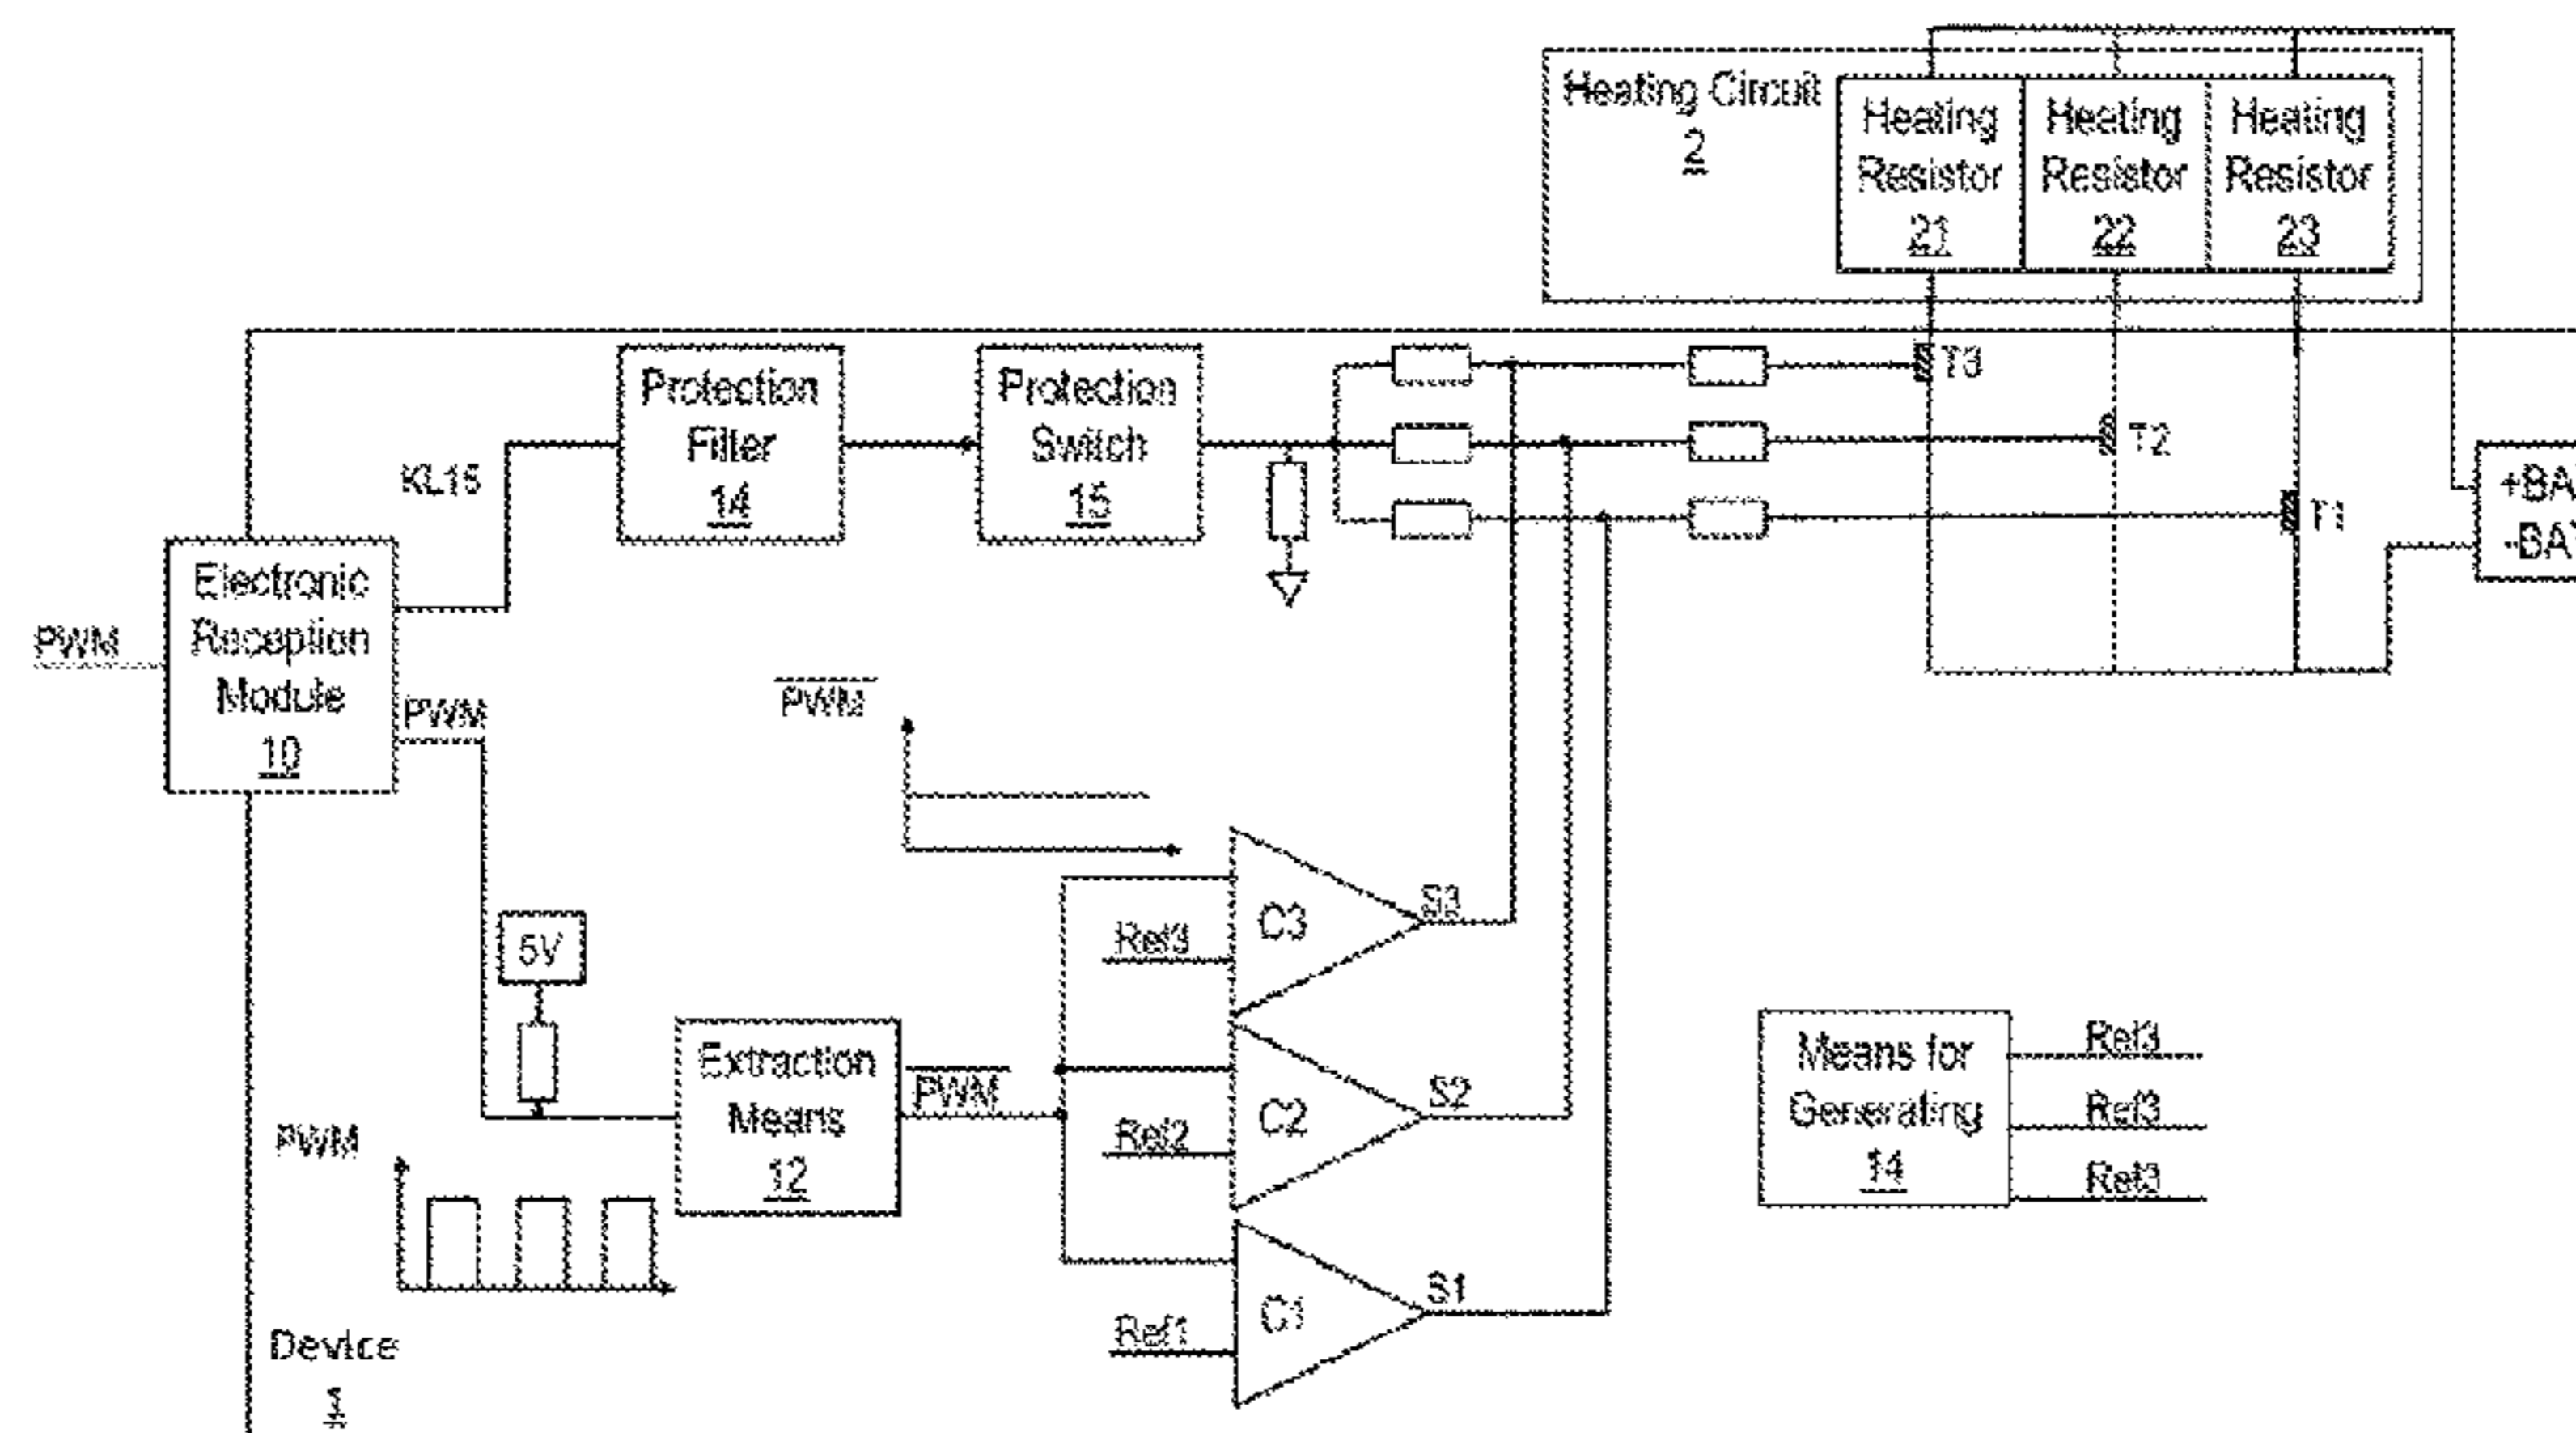 Heating Circuit
2
Heating
Resistor
21
Heating
Resistor
22
Heating
Resistor
23
Protection
Filter
14
Protection
Switch
15
T3
T2
T1
KL15
+BA
-BA
Electronic
Reception
Module
10
PWM
PWM
PWM
5V
C3
S3
Ref3
Extraction
Means
12
PWM
C2
S2
Ref2
Means for
Generating
14
Ref3
Ref3
Ref3
PWM
C1
S1
Ref1
Device
1